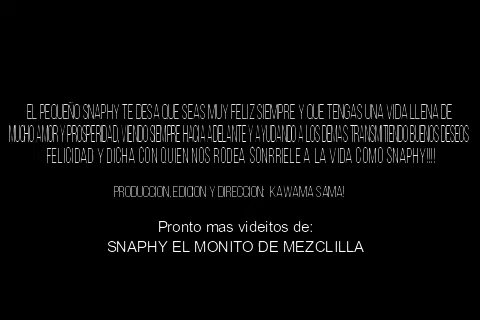 EL PEQUEÑO SNAPHY TE DESA QUE SEAS MUY FELIZ SIEMPRE Y QUE TENGAS UNA VIDA LLENA DE
MUCHO AMOR Y PROSPERIDAD, VIENDO SIEMPRE HACIA ADELANTE Y AYUDANDO A LOS DEMAS TRANSMITIENDO BUENOS DESEOS
FELICIDAD Y DICHA CON QUIEN NOS RODEA. SONRRIELE A LA VIDA COMO SNAPHY!!!!
PRODUCCION, EDICION Y DIRECCION: KAWAMA SAMA!
Pronto mas videitos de:
SNAPHY EL MONITO DE MEZCLILLA